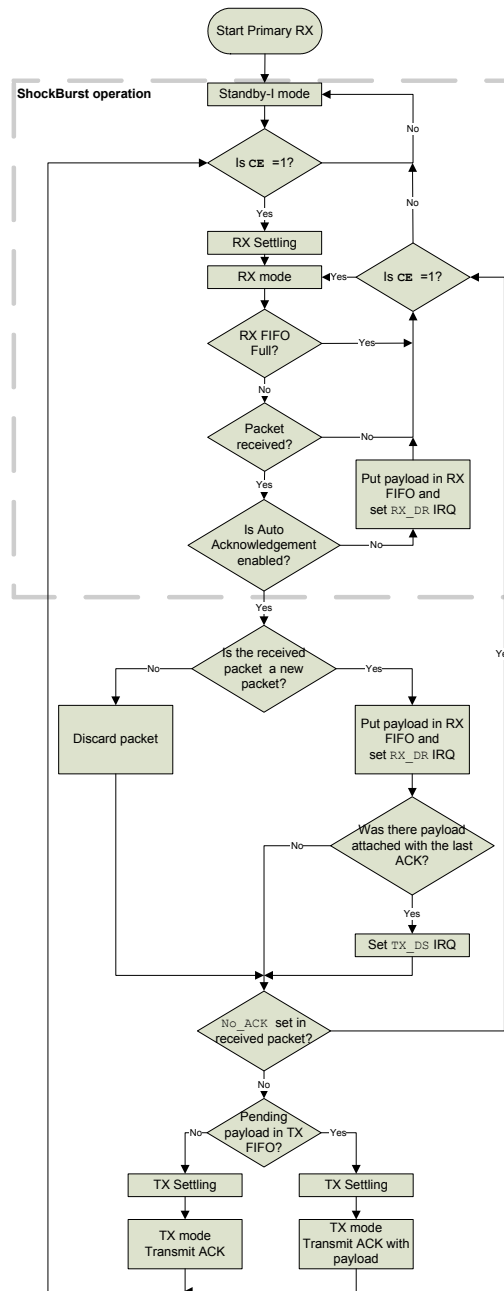 Start Primary RX
ShockBurst operation
Standby-I mode
No
Is CE =1?
No
Yes
RX Settling
RX mode
Yes
Is CE =1?
RX FIFO
Full?
Yes
No
Packet
received?
No
Put payload in RX
FIFO and
set RX_DR IRQ
Yes
Is Auto
Acknowledgement
enabled?
No
Yes
Is the received
packet a new
packet?
No
Yes
Discard packet
Put payload in RX
FIFO and
set RX_DR IRQ
Was there payload
attached with the last
ACK?
No
Yes
Set TX_DS IRQ
No_ACK set in
received packet?
No
Pending
payload in TX
FIFO?
No
Yes
TX Settling
TX Settling
TX mode
Transmit ACK
TX mode
Transmit ACK with
payload